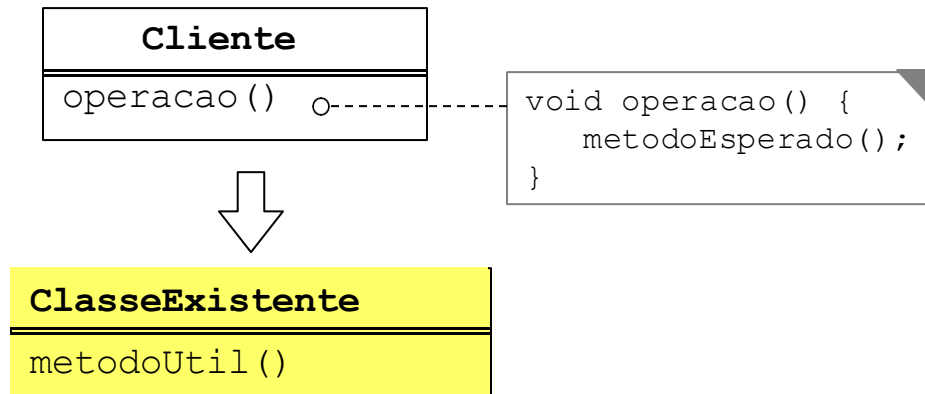 Cliente
operacao()
void operacao() {
metodoEsperado();
}
ClasseExistente
metodoUtil()